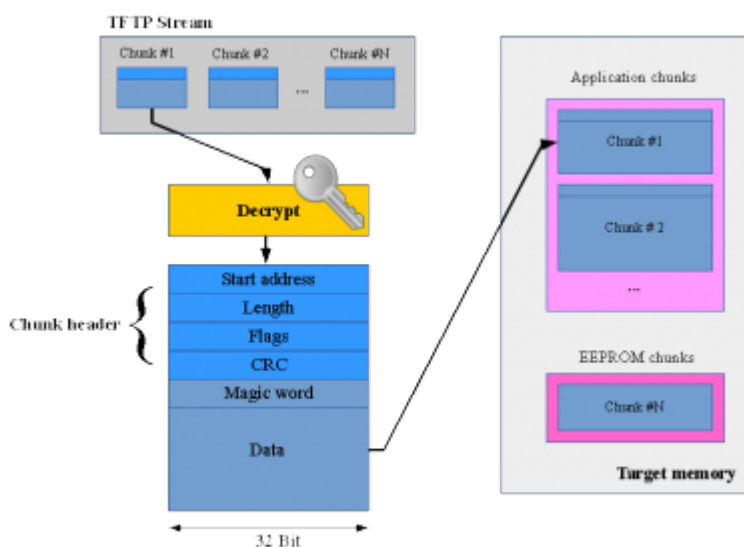 TFTP Stream
Chunk #1
Chunk #2
Chunk #N
...
Decrypt
Chunk header
Start address
Length
Flags
CRC
Magic word
Data
32 Bit
Application chunks
Chunk #1
Chunk # 2
...
EEPROM chunks
Chunk #N
Target memory